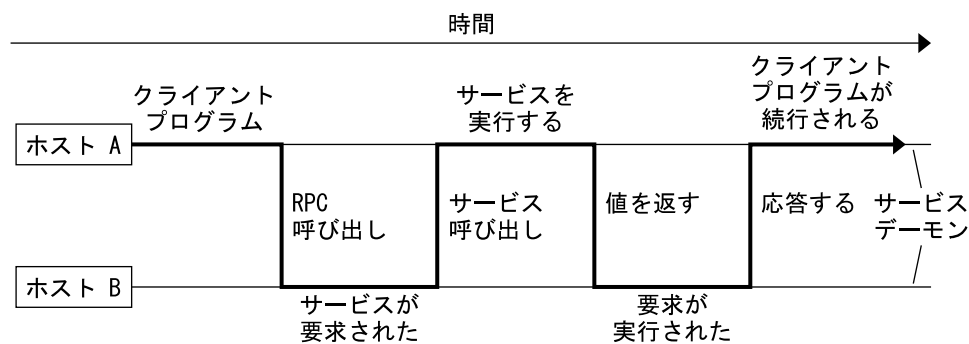 時間
クライアント
プログラム
サービスを
実行する
クライアント
プログラムが
続行される
ホスト A
RPC
呼び出し
サービス
呼び出し
値を返す
応答する
サービス
デーモン
ホスト B
サービスが
要求された
要求が
実行された